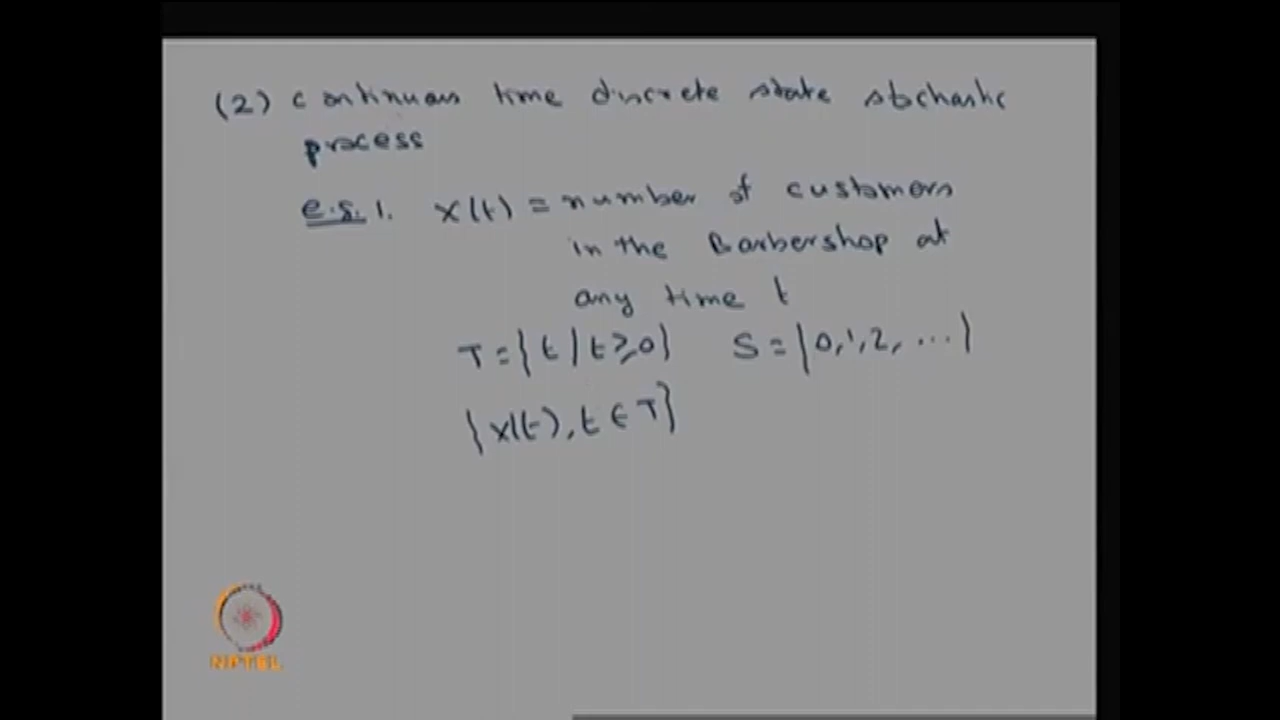 (2) continuous time discrete state stochastic
process
e.g. 1. X(t) = number of customers
in the Barbershop at
any time t
T = {t | t ≥ 0} S = {0, 1, 2, ...}
{X(t), t ∈ T}
NPTEL